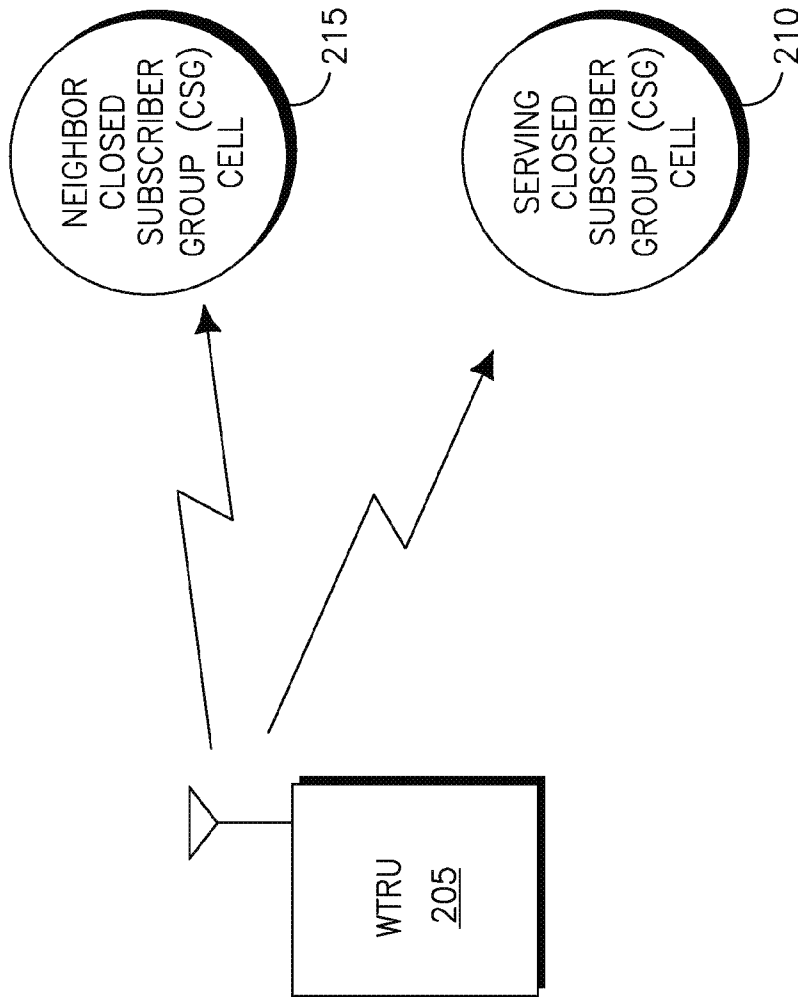 NEIGHBOR
CLOSED
SUBSCRIBER
GROUP (CSG)
CELL
215
SERVING
CLOSED
SUBSCRIBER
GROUP (CSG)
CELL
210
WTRU
205